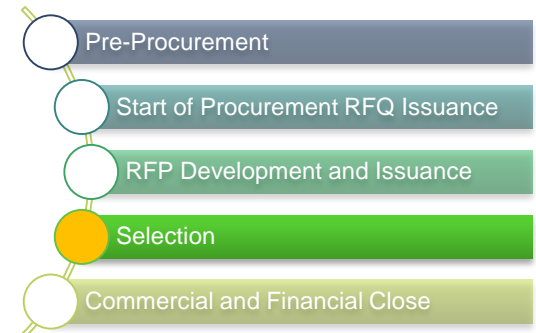 Pre-Procurement
Start of Procurement RFQ Issuance
RFP Development and Issuance
Selection
Commercial and Financial Close